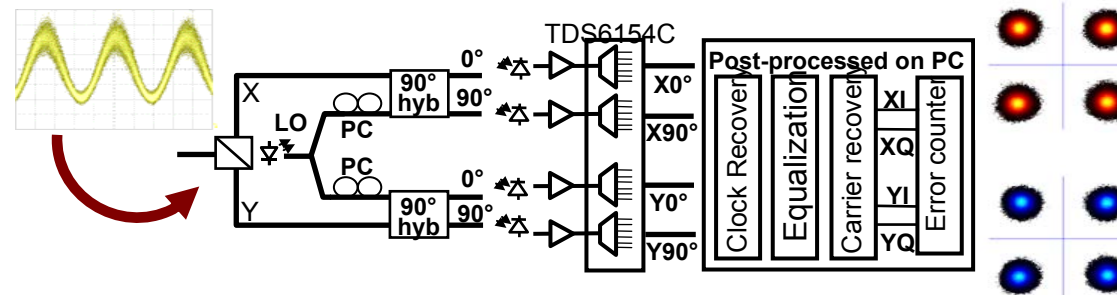 TDS6154C
Post-processed on PC
X
Y
LO
PC
PC
90°
hyb
90°
hyb
0°
90°
0°
90°
X0°
X90°
Y0°
Y90°
Clock Recovery
Equalization
Carrier recovery
XI
XQ
YI
YQ
Error counter